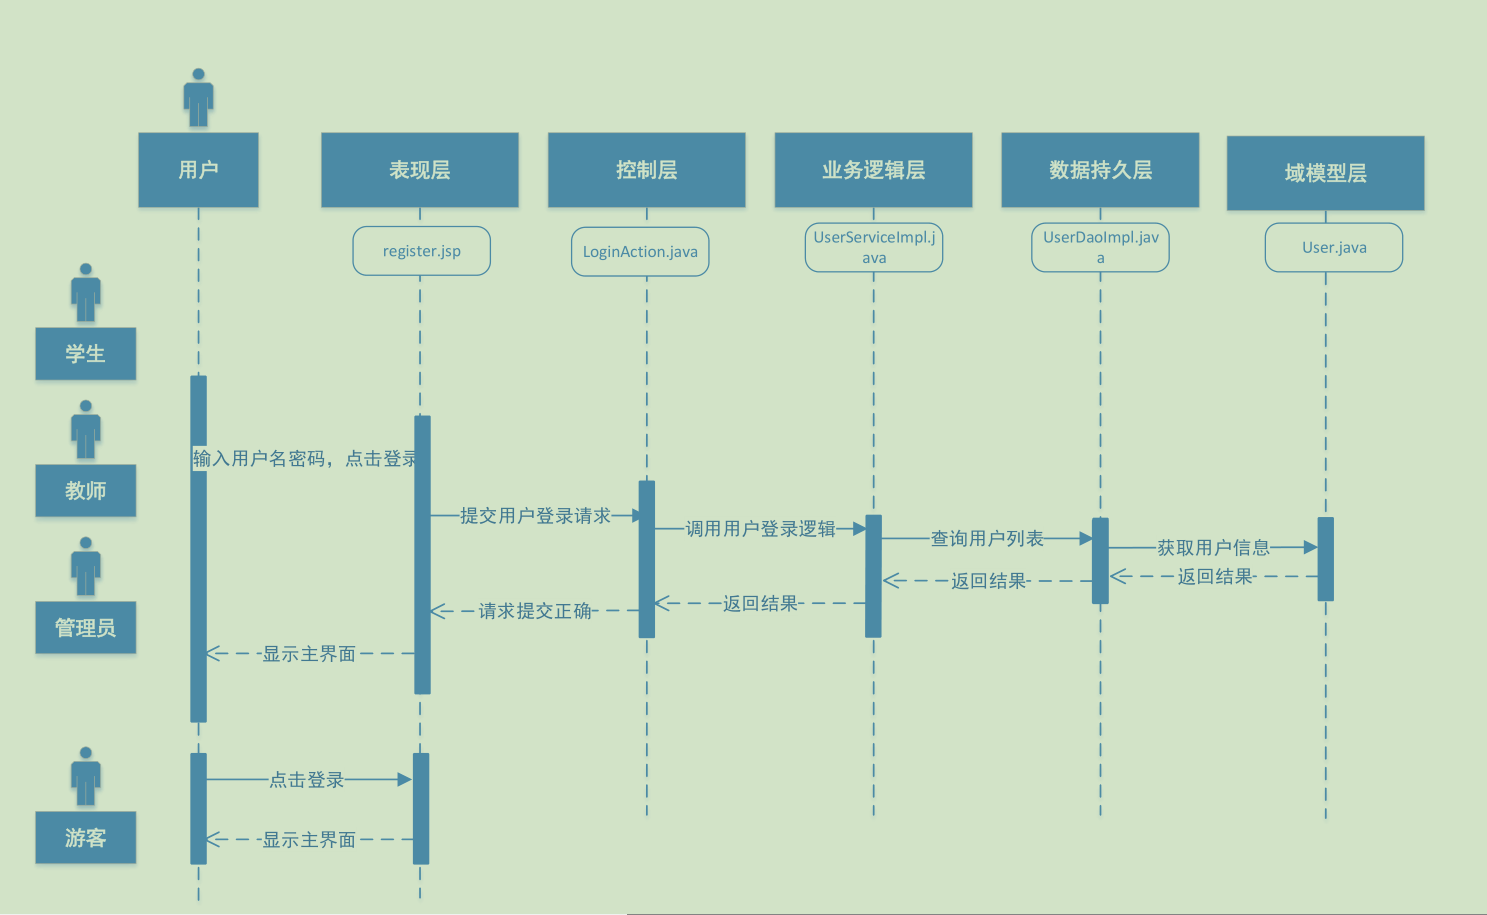 用户
表现层
控制层
业务逻辑层
数据持久层
域模型层
register.jsp
LoginAction.java
UserServiceImpl.j
ava
UserDaoImpl.jav
a
User.java
学生
教师
管理员
游客
输入用户名密码，点击登录
提交用户登录请求
调用用户登录逻辑
查询用户列表
获取用户信息
返回结果
返回结果
返回结果
请求提交正确
显示主界面
点击登录
显示主界面